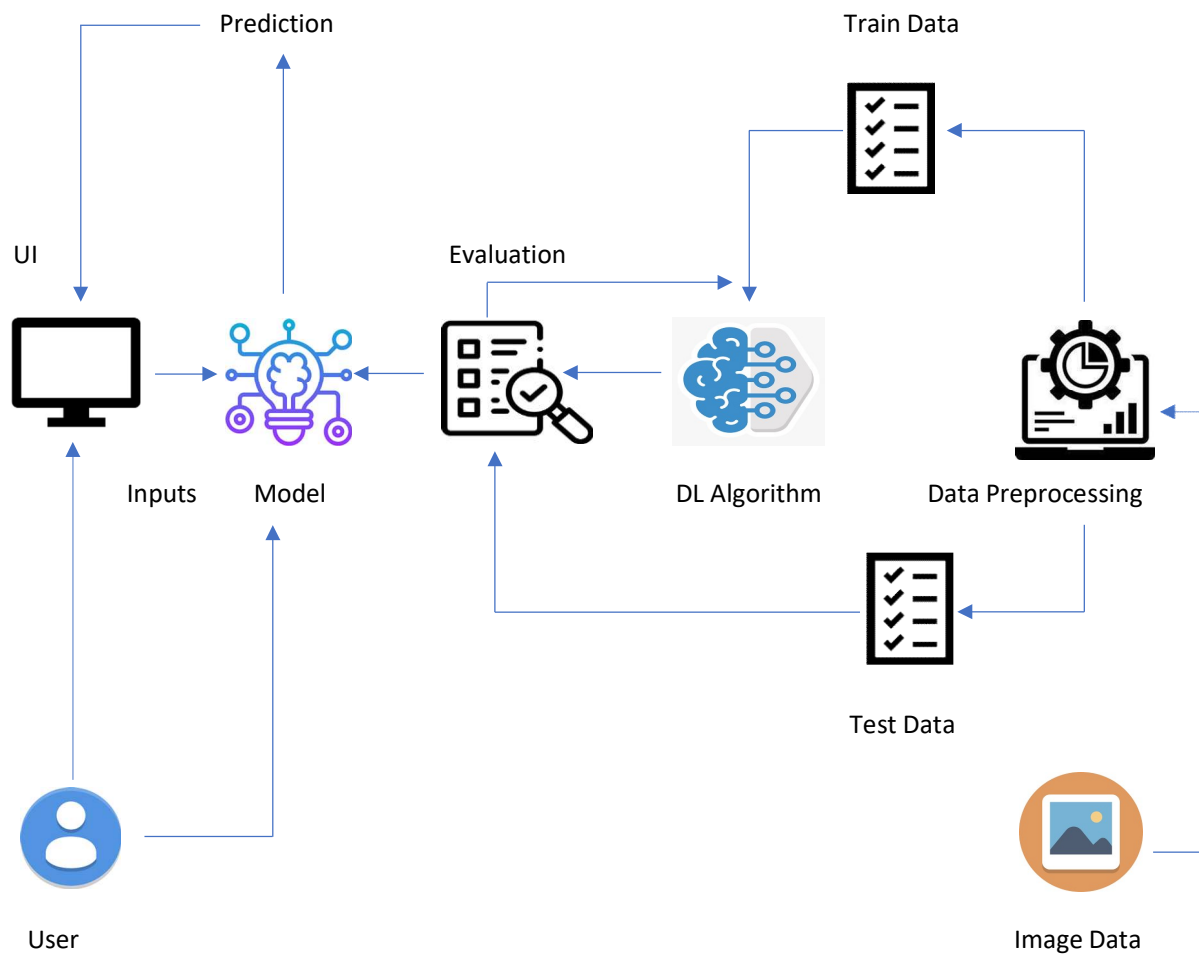 Prediction
Train Data
UI
Evaluation
Inputs
Model
DL Algorithm
Data Preprocessing
Test Data
User
Image Data